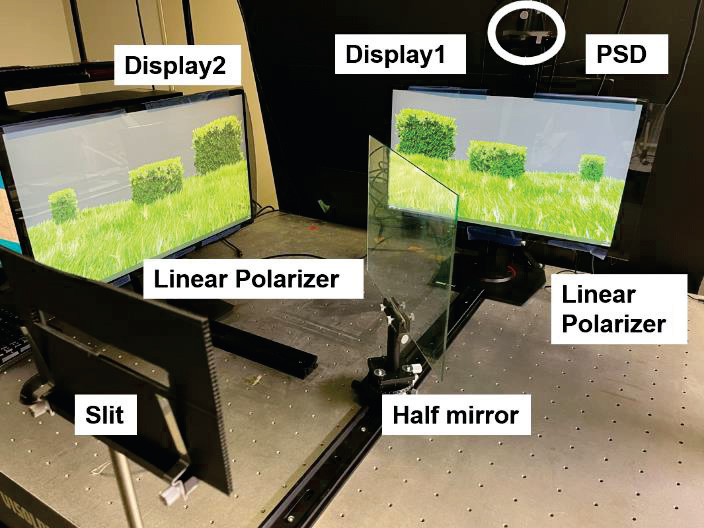 Display2
Display1
PSD
Linear Polarizer
Linear
Polarizer
Slit
Half mirror